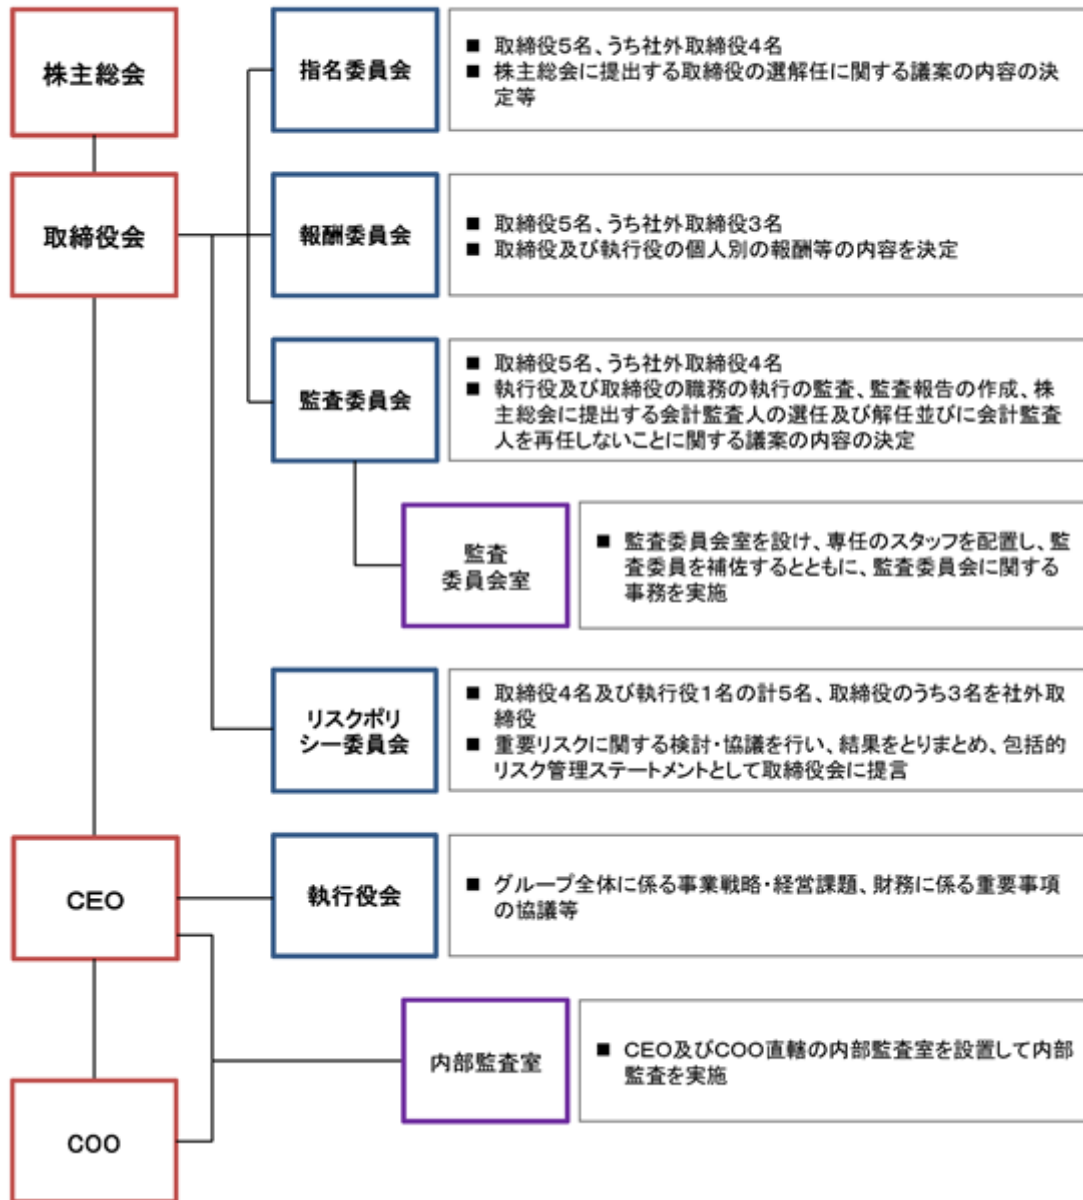 株主総会
指名委員会
■ 取締役5名、うち社外取締役4名
■ 株主総会に提出する取締役の選解任に関する議案の内容の決
定等
取締役会
報酬委員会
■ 取締役5名、うち社外取締役3名
■ 取締役及び執行役の個人別の報酬等の内容を決定
監査委員会
■ 取締役5名、うち社外取締役4名
■ 執行役及び取締役の職務の執行の監査、監査報告の作成、株
主総会に提出する会計監査人の選任及び解任並びに会計監査
人を再任しないことに関する議案の内容の決定
監査
委員会室
■ 監査委員会室を設け、専任のスタッフを配置し、監
査委員を補佐するとともに、監査委員会に関する
事務を実施
リスクポリ
シー委員会
■ 取締役4名及び執行役1名の計5名、取締役のうち3名を社外取
締役
■ 重要リスクに関する検討・協議を行い、結果をとりまとめ、包括的
リスク管理ステートメントとして取締役会に提言
CEO
執行役会
■ グループ全体に係る事業戦略・経営課題、財務に係る重要事項
の協議等
内部監査室
■ CEO及びCOO直轄の内部監査室を設置して内部
監査を実施
COO